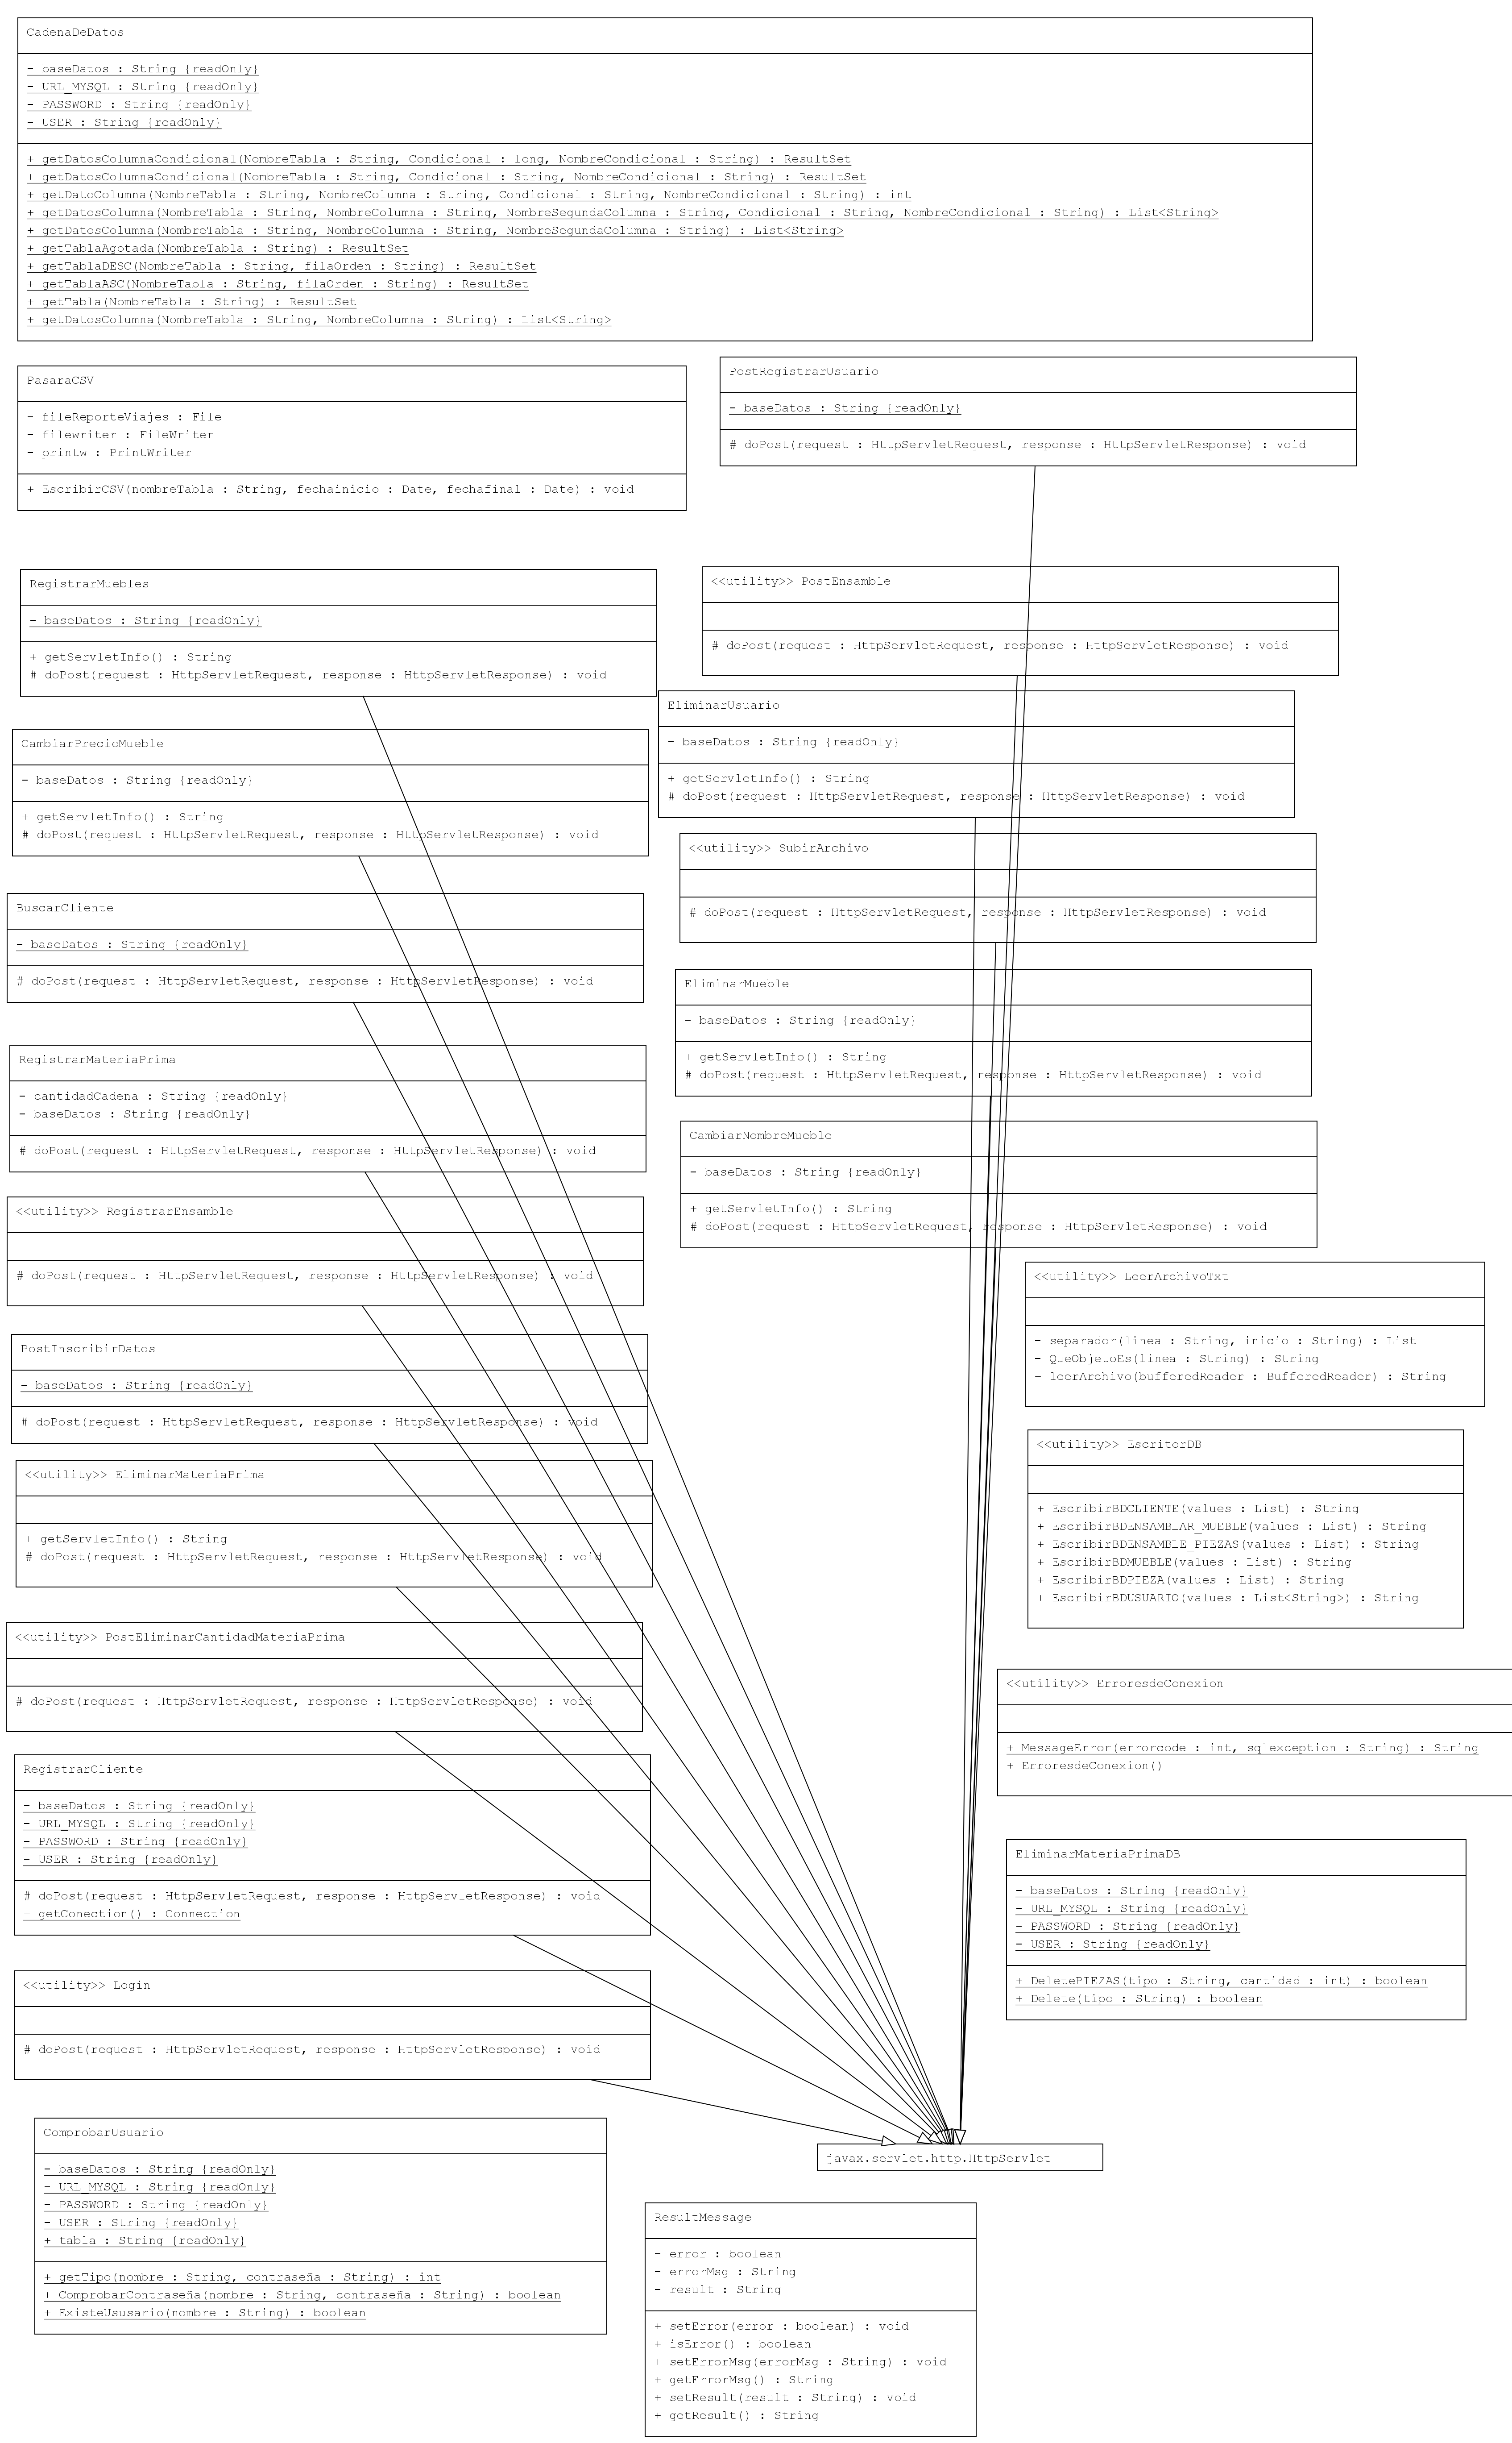 CadenaDeDatos
- baseDatos : String {readOnly}
- URL_MYSQL : String {readOnly}
- PASSWORD : String {readOnly}
- USER : String {readOnly}
+ getDatosColumnaCondicional(NombreTabla : String, Condicional : long, NombreCondicional : String) : ResultSet
+ getDatosColumnaCondicional(NombreTabla : String, Condicional : String, NombreCondicional : String) : ResultSet
+ getDatoColumna(NombreTabla : String, NombreColumna : String, Condicional : String, NombreCondicional : String) : int
+ getDatosColumna(NombreTabla : String, NombreColumna : String, NombreSegundaColumna : String, Condicional : String, NombreCondicional : String) : List<String>
+ getDatosColumna(NombreTabla : String, NombreColumna : String, NombreSegundaColumna : String) : List<String>
+ getTablaAgotada(NombreTabla : String) : ResultSet
+ getTablaDESC(NombreTabla : String, filaOrden : String) : ResultSet
+ getTablaASC(NombreTabla : String, filaOrden : String) : ResultSet
+ getTabla(NombreTabla : String) : ResultSet
+ getDatosColumna(NombreTabla : String, NombreColumna : String) : List<String>
PasaraCSV
- fileReporteViajes : File
- filewriter : FileWriter
- printw : PrintWriter
+ EscribirCSV(nombreTabla : String, fechainicio : Date, fechafinal : Date) : void
PostRegistrarUsuario
- baseDatos : String {readOnly}
# doPost(request : HttpServletRequest, response : HttpServletResponse) : void
RegistrarMuebles
- baseDatos : String {readOnly}
+ getServletInfo() : String
# doPost(request : HttpServletRequest, response : HttpServletResponse) : void
<<utility>> PostEnsamble
# doPost(request : HttpServletRequest, response : HttpServletResponse) : void
EliminarUsuario
- baseDatos : String {readOnly}
+ getServletInfo() : String
# doPost(request : HttpServletRequest, response : HttpServletResponse) : void
CambiarPrecioMueble
- baseDatos : String {readOnly}
+ getServletInfo() : String
# doPost(request : HttpServletRequest, response : HttpServletResponse) : void
<<utility>> SubirArchivo
# doPost(request : HttpServletRequest, response : HttpServletResponse) : void
BuscarCliente
- baseDatos : String {readOnly}
# doPost(request : HttpServletRequest, response : HttpServletResponse) : void
EliminarMueble
- baseDatos : String {readOnly}
+ getServletInfo() : String
# doPost(request : HttpServletRequest, response : HttpServletResponse) : void
RegistrarMateriaPrima
- cantidadCadena : String {readOnly}
- baseDatos : String {readOnly}
# doPost(request : HttpServletRequest, response : HttpServletResponse) : void
CambiarNombreMueble
- baseDatos : String {readOnly}
+ getServletInfo() : String
# doPost(request : HttpServletRequest, response : HttpServletResponse) : void
<<utility>> RegistrarEnsamble
# doPost(request : HttpServletRequest, response : HttpServletResponse) : void
<<utility>> LeerArchivoTxt
- separador(linea : String, inicio : String) : List
- QueObjetoEs(linea : String) : String
+ leerArchivo(bufferedReader : BufferedReader) : String
PostInscribirDatos
- baseDatos : String {readOnly}
# doPost(request : HttpServletRequest, response : HttpServletResponse) : void
<<utility>> EscritorDB
+ EscribirBDCLIENTE(values : List) : String
+ EscribirBDENSAMBLAR_MUEBLE(values : List) : String
+ EscribirBDENSAMBLE_PIEZAS(values : List) : String
+ EscribirBDMUEBLE(values : List) : String
+ EscribirBDPIEZA(values : List) : String
+ EscribirBDUSUARIO(values : List<String>) : String
<<utility>> EliminarMateriaPrima
+ getServletInfo() : String
# doPost(request : HttpServletRequest, response : HttpServletResponse) : void
<<utility>> PostEliminarCantidadMateriaPrima
# doPost(request : HttpServletRequest, response : HttpServletResponse) : void
<<utility>> ErroresdeConexion
+ MessageError(errorcode : int, sqlexception : String) : String
+ ErroresdeConexion()
RegistrarCliente
- baseDatos : String {readOnly}
- URL_MYSQL : String {readOnly}
- PASSWORD : String {readOnly}
- USER : String {readOnly}
# doPost(request : HttpServletRequest, response : HttpServletResponse) : void
+ getConection() : Connection
EliminarMateriaPrimaDB
- baseDatos : String {readOnly}
- URL_MYSQL : String {readOnly}
- PASSWORD : String {readOnly}
- USER : String {readOnly}
+ DeletePIEZAS(tipo : String, cantidad : int) : boolean
+ Delete(tipo : String) : boolean
<<utility>> Login
# doPost(request : HttpServletRequest, response : HttpServletResponse) : void
ComprobarUsuario
- baseDatos : String {readOnly}
- URL_MYSQL : String {readOnly}
- PASSWORD : String {readOnly}
- USER : String {readOnly}
+ tabla : String {readOnly}
+ getTipo(nombre : String, contraseña : String) : int
+ ComprobarContraseña(nombre : String, contraseña : String) : boolean
+ ExisteUsusario(nombre : String) : boolean
javax.servlet.http.HttpServlet
ResultMessage
- error : boolean
- errorMsg : String
- result : String
+ setError(error : boolean) : void
+ isError() : boolean
+ setErrorMsg(errorMsg : String) : void
+ getErrorMsg() : String
+ setResult(result : String) : void
+ getResult() : String